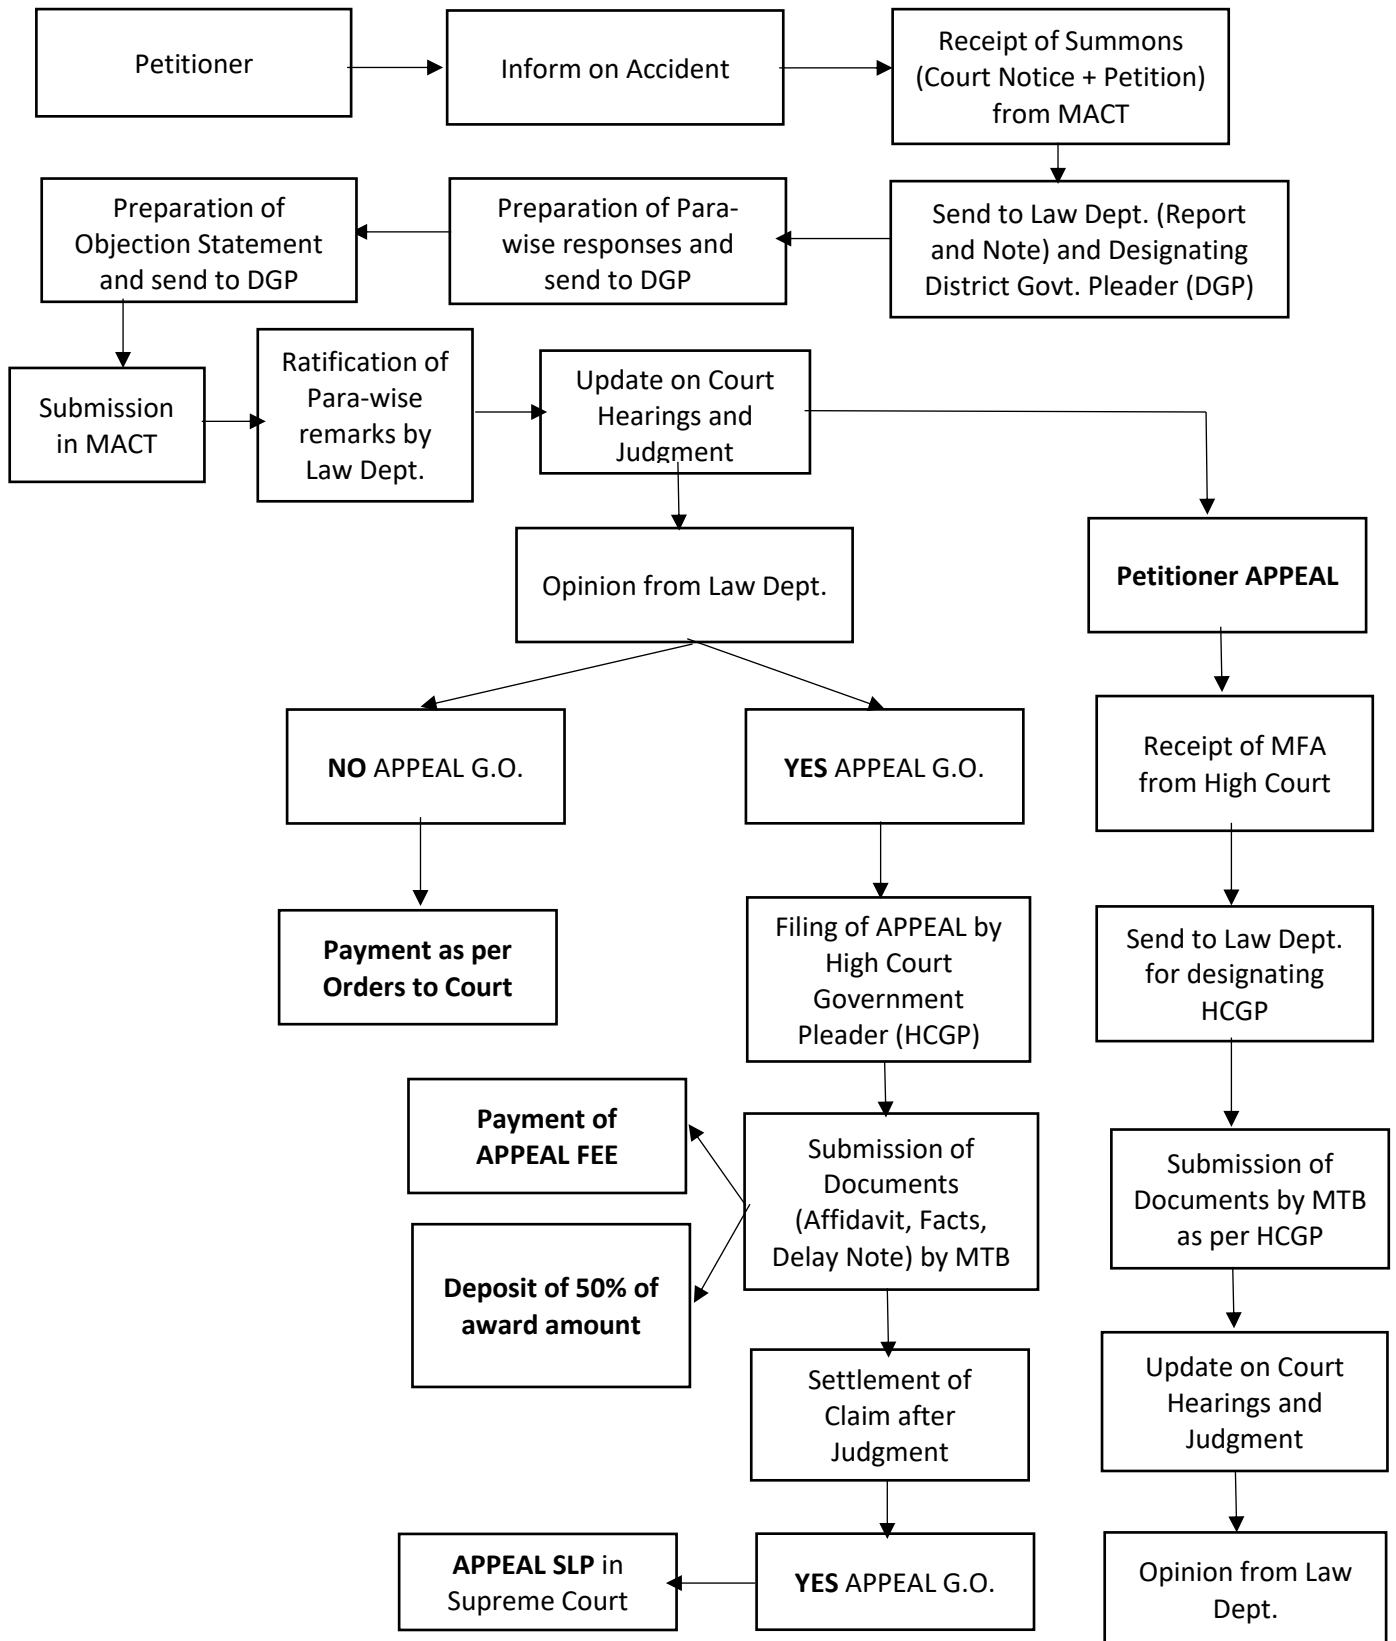 Petitioner
Inform on Accident
Receipt of Summons
(Court Notice + Petition)
from MACT
Preparation of
Objection Statement
and send to DGP
Preparation of Para-
wise responses and
send to DGP
Send to Law Dept. (Report
and Note) and Designating
District Govt. Pleader (DGP)
Submission
in MACT
Ratification of
Para-wise
remarks by
Law Dept.
Update on Court
Hearings and
Judgment
Opinion from Law Dept.
Petitioner APPEAL
NO APPEAL G.O.
YES APPEAL G.O.
Receipt of MFA
from High Court
Payment as per
Orders to Court
Filing of APPEAL by
High Court
Government
Pleader (HCGP)
Send to Law Dept.
for designating
HCGP
Payment of
APPEAL FEE
Deposit of 50% of
award amount
Submission of
Documents
(Affidavit, Facts,
Delay Note) by MTB
Submission of
Documents by MTB
as per HCGP
Settlement of
Claim after
Judgment
Update on Court
Hearings and
Judgment
APPEAL SLP in
Supreme Court
YES APPEAL G.O.
Opinion from Law
Dept.